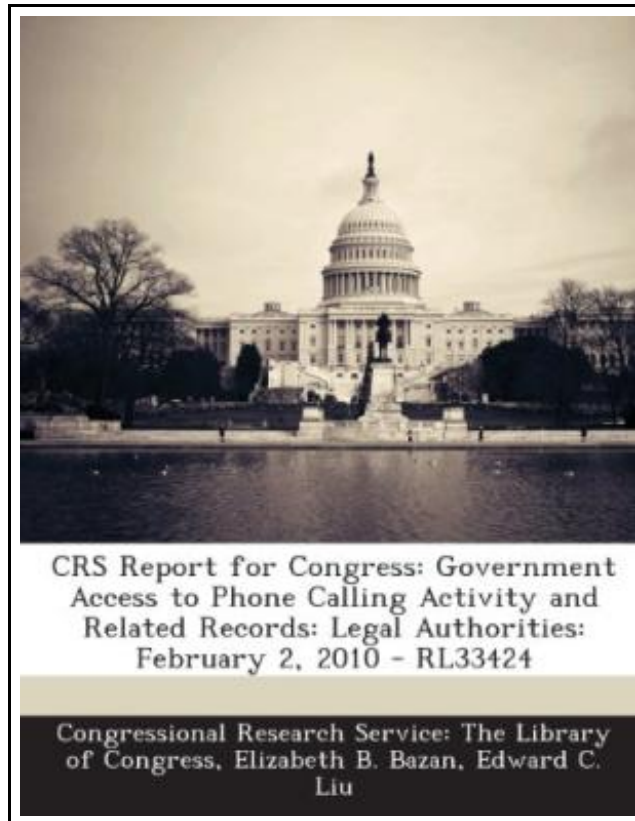 CRS Report for Congress: Government
Access to Phone Calling Activity and
Related Records: Legal Authorities:
February 2, 2010 - RL33424
Congressional Research Service: The Library
of Congress, Elizabeth B. Bazan, Edward C.
Liu